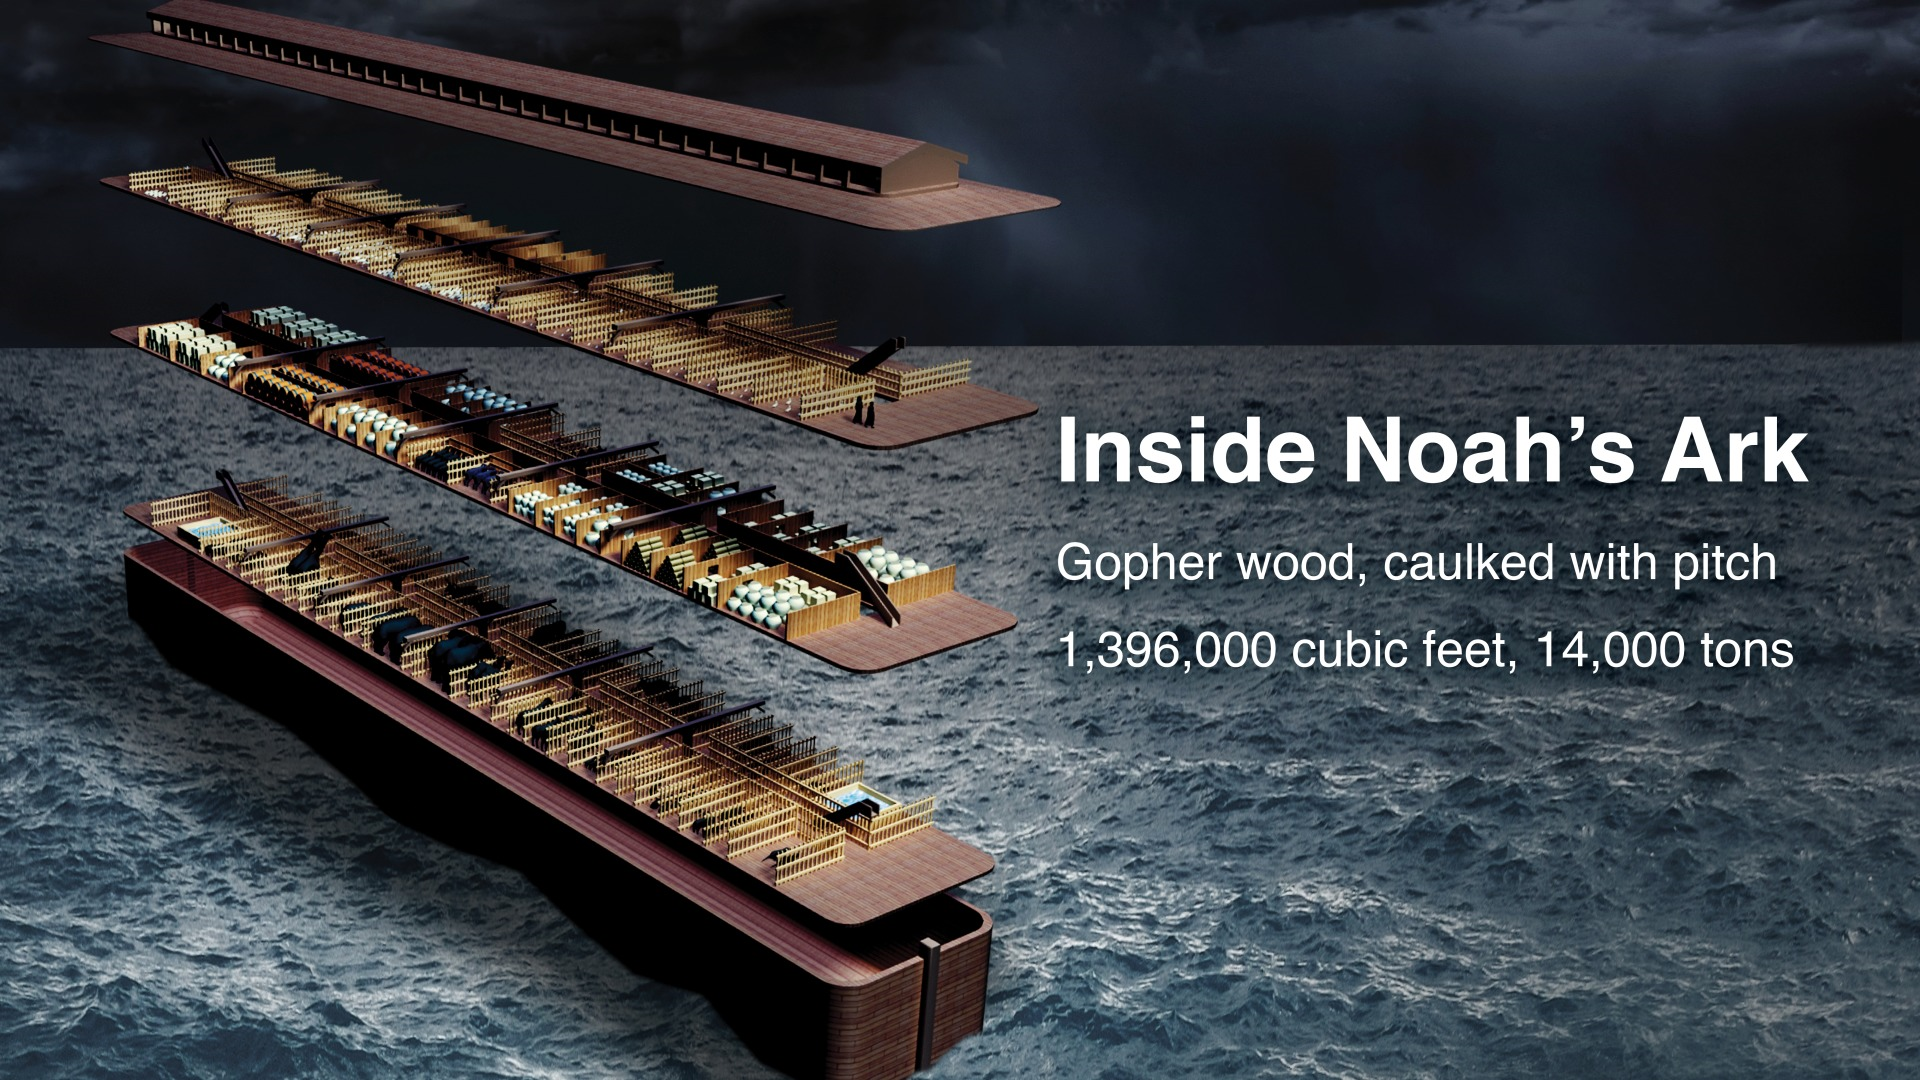 Inside Noah’s Ark
Gopher wood, caulked with pitch
1,396,000 cubic feet, 14,000 tons